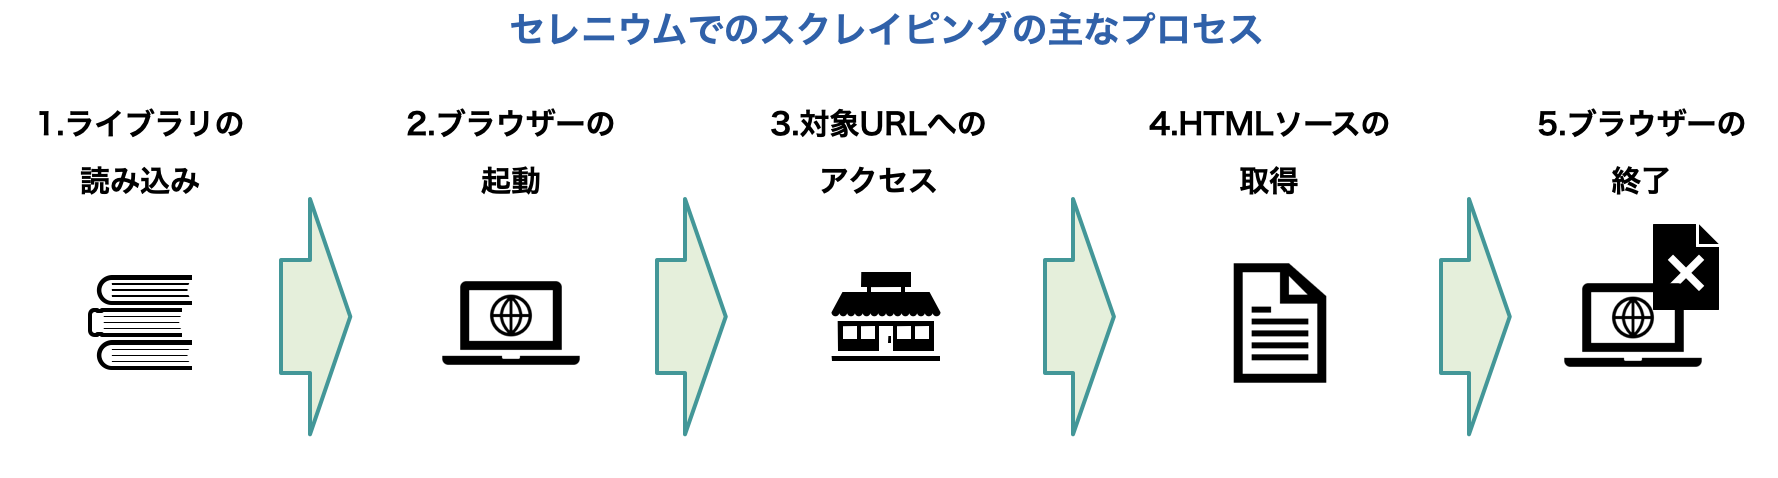 セレニウムでのスクレイピングの主なプロセス
1.ライブラリの
読み込み
2.ブラウザーの
起動
3.対象URLへの
アクセス
4.HTMLソースの
取得
5.ブラウザーの
終了